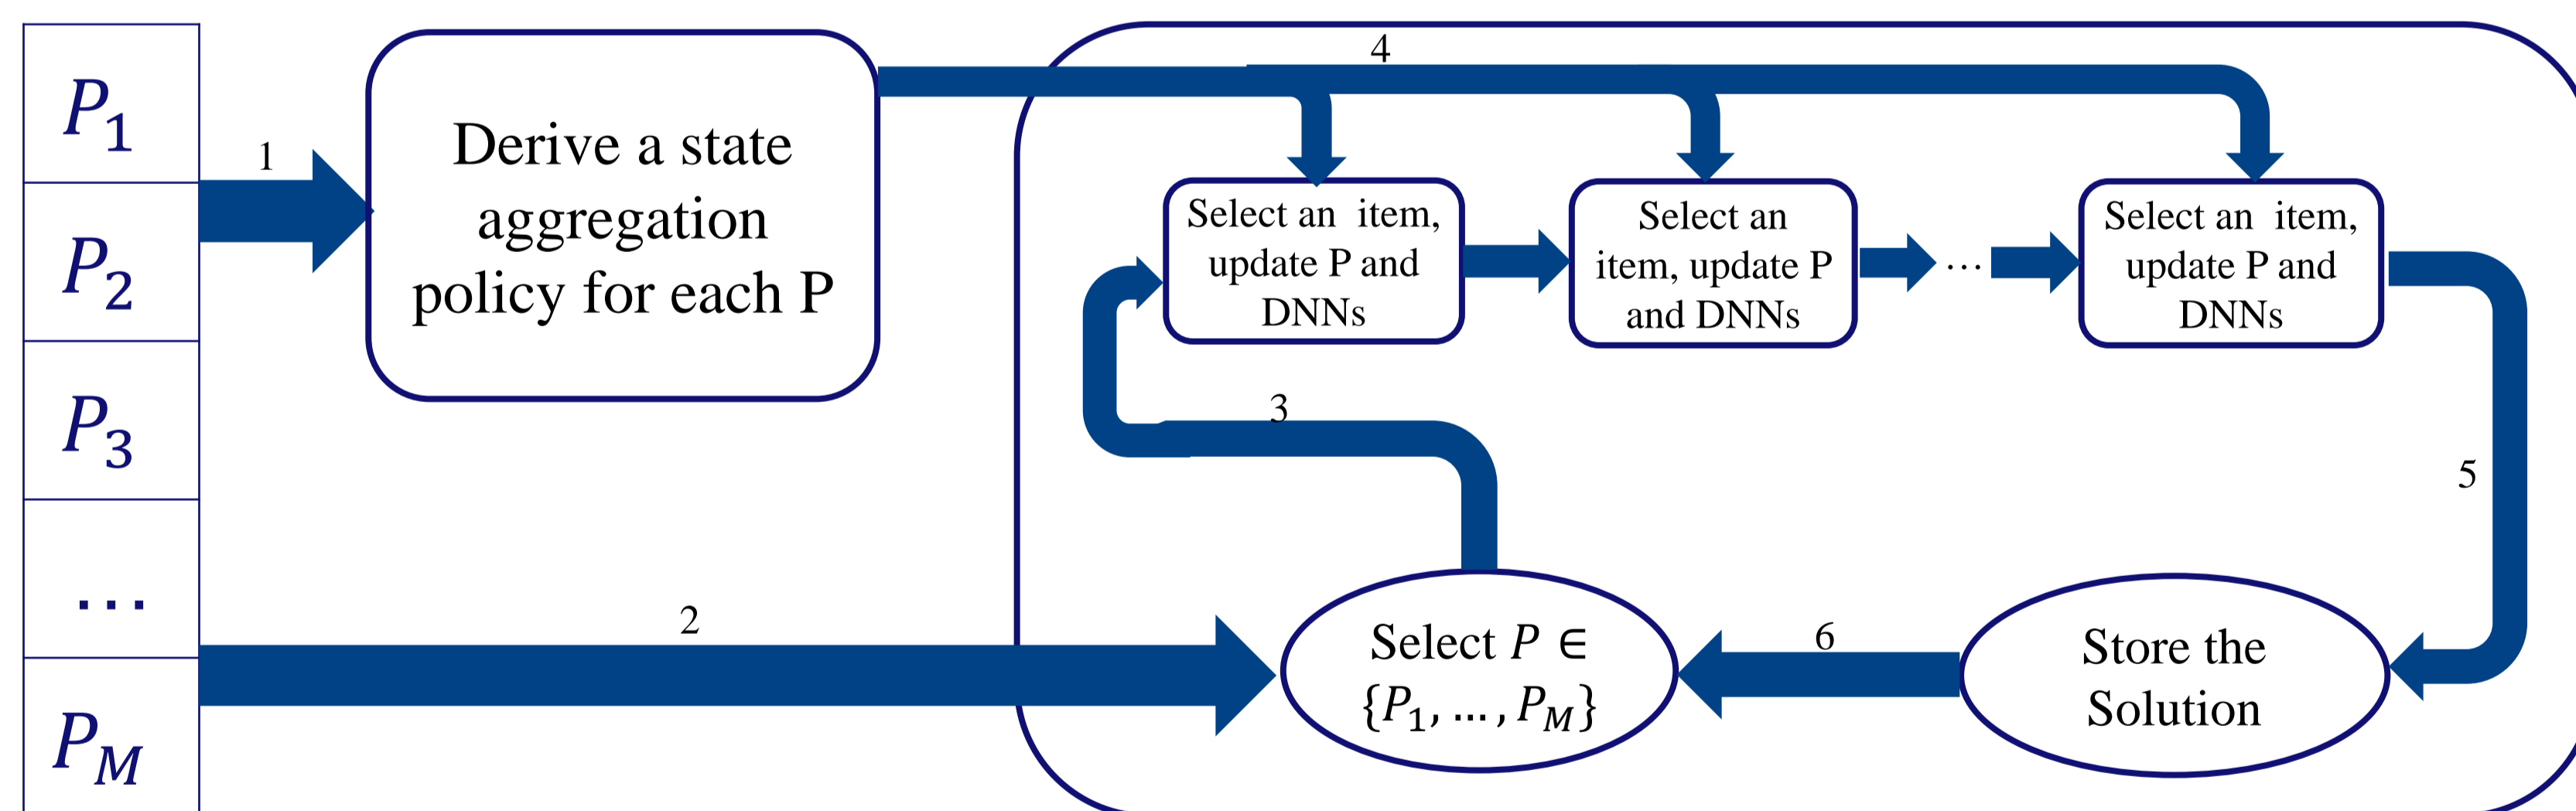 P1
P2
P3
...
PM
1
Derive a state
aggregation
policy for each P
4
Select an item,
update P and
DNNs
Select an
item, update P
and DNNs
...
Select an item,
update P and
DNNs
3
5
2
Select P ∈
{P1, ..., PM}
6
Store the
Solution